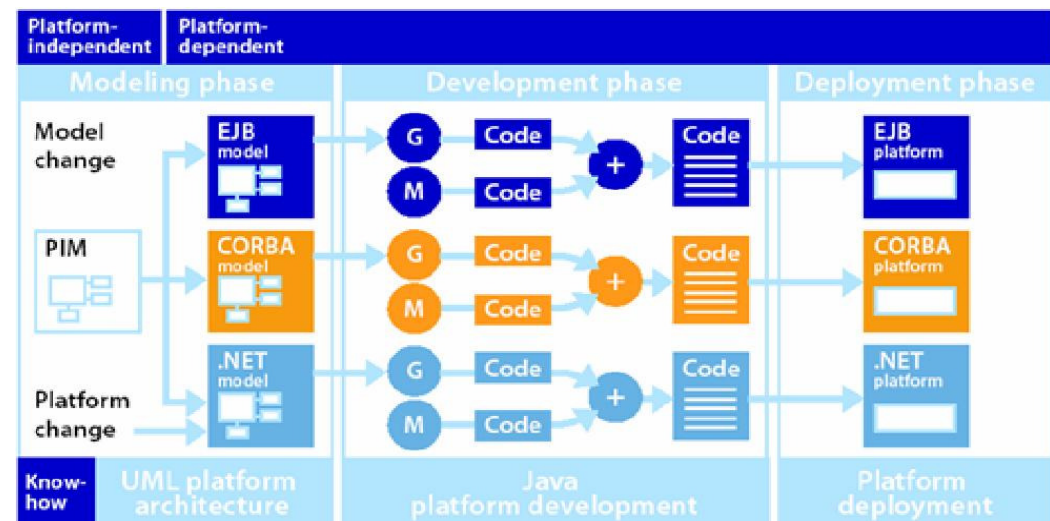 Platform-
independent
Platform-
dependent
Modeling phase
Development phase
Deployment phase
Model
change
EJB
model
G
Code
M
Code
+
Code
EJB
platform
PIM
CORBA
model
G
Code
M
Code
+
Code
CORBA
platform
Platform
change
.NET
model
G
Code
M
Code
+
Code
.NET
platform
Know-
how
UML platform
architecture
Java
platform development
Platform
deployment